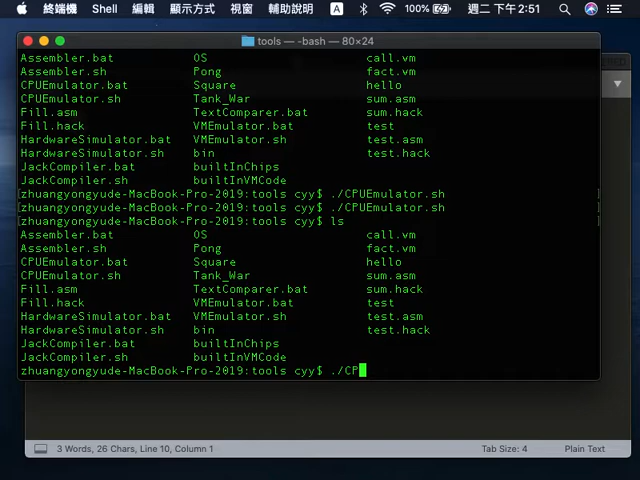 終端機 Shell 編輯 顯示方式 視窗 輔助說明 A 100% 週二 下午2:51
tools — -bash — 80×24
Assembler.bat OS call.vm
Assembler.sh Pong fact.vm
CPUEmulator.bat Square hello
CPUEmulator.sh Tank_War sum.asm
Fill.asm TextComparer.bat sum.hack
Fill.hack VMEmulator.bat test
HardwareSimulator.bat VMEmulator.sh test.asm
HardwareSimulator.sh bin test.hack
JackCompiler.bat builtInChips
JackCompiler.sh builtInVMCode
[zhuangyongyude-MacBook-Pro-2019:tools cyy$ ./CPUEmulator.sh ]
[zhuangyongyude-MacBook-Pro-2019:tools cyy$ ./CPUEmulator.sh ]
[zhuangyongyude-MacBook-Pro-2019:tools cyy$ ls ]
Assembler.bat OS call.vm
Assembler.sh Pong fact.vm
CPUEmulator.bat Square hello
CPUEmulator.sh Tank_War sum.asm
Fill.asm TextComparer.bat sum.hack
Fill.hack VMEmulator.bat test
HardwareSimulator.bat VMEmulator.sh test.asm
HardwareSimulator.sh bin test.hack
JackCompiler.bat builtInChips
JackCompiler.sh builtInVMCode
zhuangyongyude-MacBook-Pro-2019:tools cyy$ ./CP
3 Words, 26 Chars, Line 10, Column 1 Tab Size: 4 Plain Text